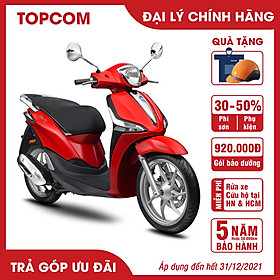 TOPCOM
ĐẠI LÝ CHÍNH HÃNG
QUÀ TẶNG
30-50%
Phí sơn
Phụ kiện
920.000Đ
Gói bảo dưỡng
MIỄN PHÍ
Rửa xe
Cứu hộ tại
HN & HCM
5 NĂM
BẢO HÀNH
TRẢ GÓP ƯU ĐÃI
Áp dụng đến hết 31/12/2021